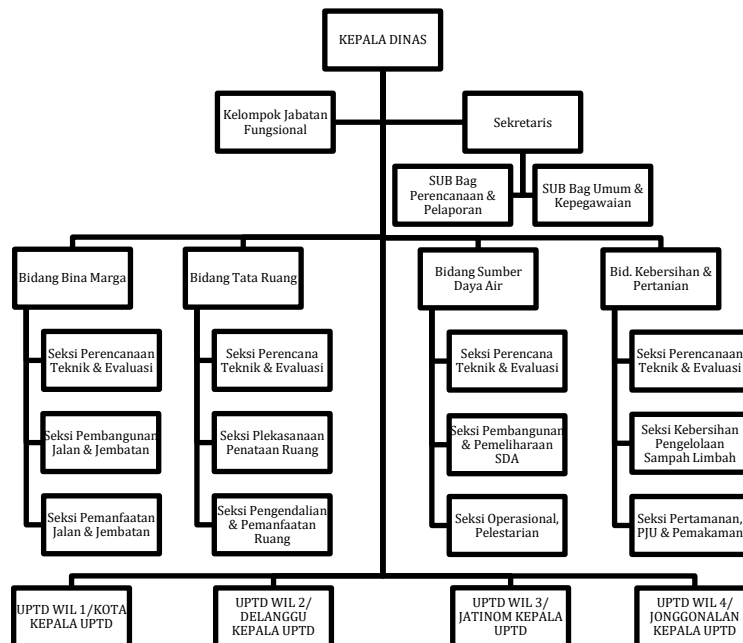 KEPALA DINAS
Kelompok Jabatan
Fungsional
Sekretaris
SUB Bag
Perencanaan &
Pelaporan
SUB Bag Umum &
Kepegawaian
Bidang Bina Marga
Bidang Tata Ruang
Bidang Sumber
Daya Air
Bid. Kebersihan &
Pertanian
Seksi Perencanaan
Teknik & Evaluasi
Seksi Perencana
Teknik & Evaluasi
Seksi Perencana
Teknik & Evaluasi
Seksi Perencanaan
Teknik & Evaluasi
Seksi Pembangunan
Jalan & Jembatan
Seksi Plekasanaan
Penataan Ruang
Seksi Pembangunan
& Pemeliharaan
SDA
Seksi Kebersihan
Pengelolaan
Sampah Limbah
Seksi Pemanfaatan
Jalan & Jembatan
Seksi Pengendalian
& Pemanfaatan
Ruang
Seksi Operasional,
Pelestarian
Seksi Pertamanan,
PJU & Pemakaman
UPTD WIL 1/KOTA
KEPALA UPTD
UPTD WIL 2/
DELANGGU
KEPALA UPTD
UPTD WIL 3/
JATINOM KEPALA
UPTD
UPTD WIL 4/
JONGGONALAN
KEPALA UPTD